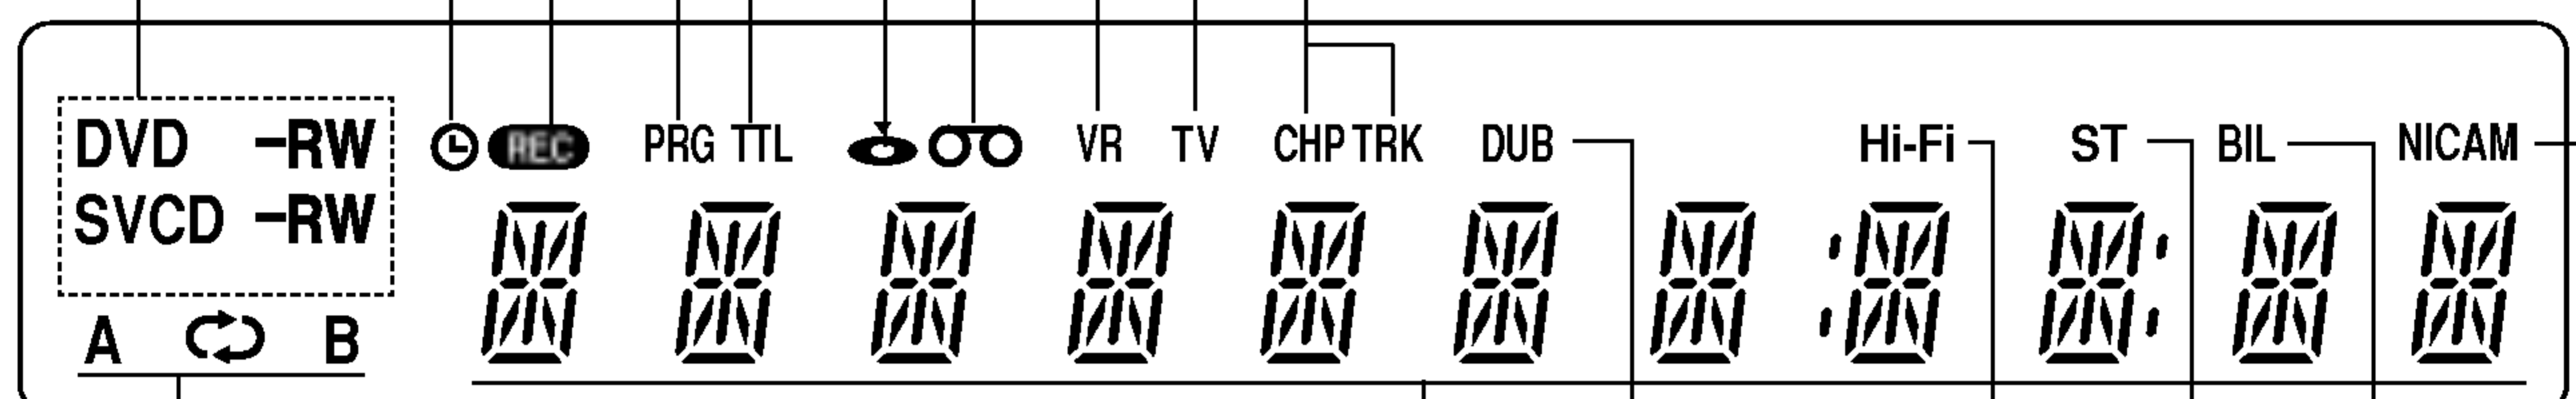 DVD -RW REC PRG TTL VR TV CHP TRK DUB Hi-Fi ST BIL NICAM
SVCD -RW
A B